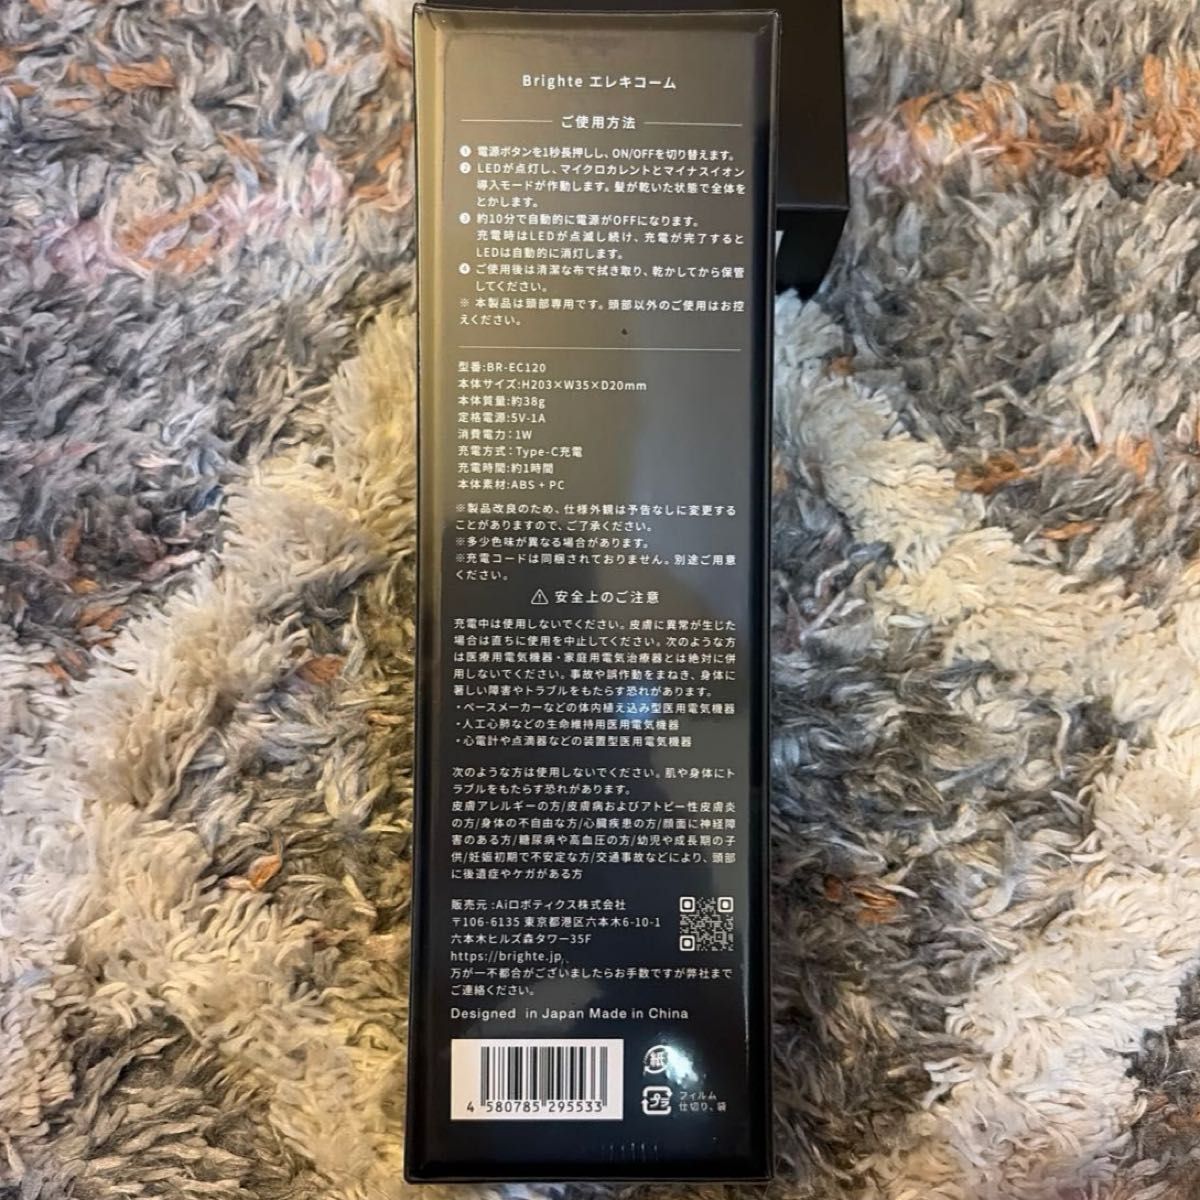 Brighte エレキコーム
ご使用方法
❶ 電源ボタンを1秒長押しし、ON/OFFを切り替えます。
❷ LEDが点灯し、マイクロカレントとマイナスイオン
導入モードが作動します。髪が乾いた状態で全体を
とかします。
❸ 約10分で自動的に電源がOFFになります。
充電時はLEDが点滅し続け、充電が完了すると
LEDは自動的に消灯します。
❹ ご使用後は清潔な布で拭き取り、乾かしてから保管
してください。
※ 本製品は頭部専用です。頭部以外のご使用はお控
えください。
型番:BR-EC120
本体サイズ:H203×W35×D20mm
本体質量:約38g
定格電源:5V-1A
消費電力:1W
充電方式:Type-C充電
充電時間:約1時間
本体素材:ABS + PC
※製品改良のため、仕様外観は予告なしに変更する
ことがありますので、ご了承ください。
※多少色味が異なる場合があります。
※充電コードは同梱されておりません。別途ご用意
ください。
⚠ 安全上のご注意
充電中は使用しないでください。皮膚に異常が生じた
場合は直ちに使用を中止してください。次のような方
は医療用電気機器・家庭用電気治療器とは絶対に併
用しないでください。事故や誤作動をまねき、身体に
著しい障害やトラブルをもたらす恐れがあります。
・ペースメーカーなどの体内植え込み型医用電気機器
・人工心肺などの生命維持用医用電気機器
・心電計や点滴器などの装置型医用電気機器
次のような方は使用しないでください。肌や身体にト
ラブルをもたらす恐れがあります。
皮膚アレルギーの方/皮膚病およびアトピー性皮膚炎
の方/身体の不自由な方/心臓疾患の方/顔面に神経障
害のある方/糖尿病や高血圧の方/幼児や成長期の子
供/妊娠初期で不安定な方/交通事故などにより、頭部
に後遺症やケガがある方
販売元:Aiロボティクス株式会社
〒106-6135 東京都港区六本木6-10-1
六本木ヒルズ森タワー35F
https://brighte.jp
万が一不都合がございましたらお手数ですが弊社まで
ご連絡ください。
Designed in Japan Made in China
4 580785 295533
紙
プラ
フィルム
仕切り、袋